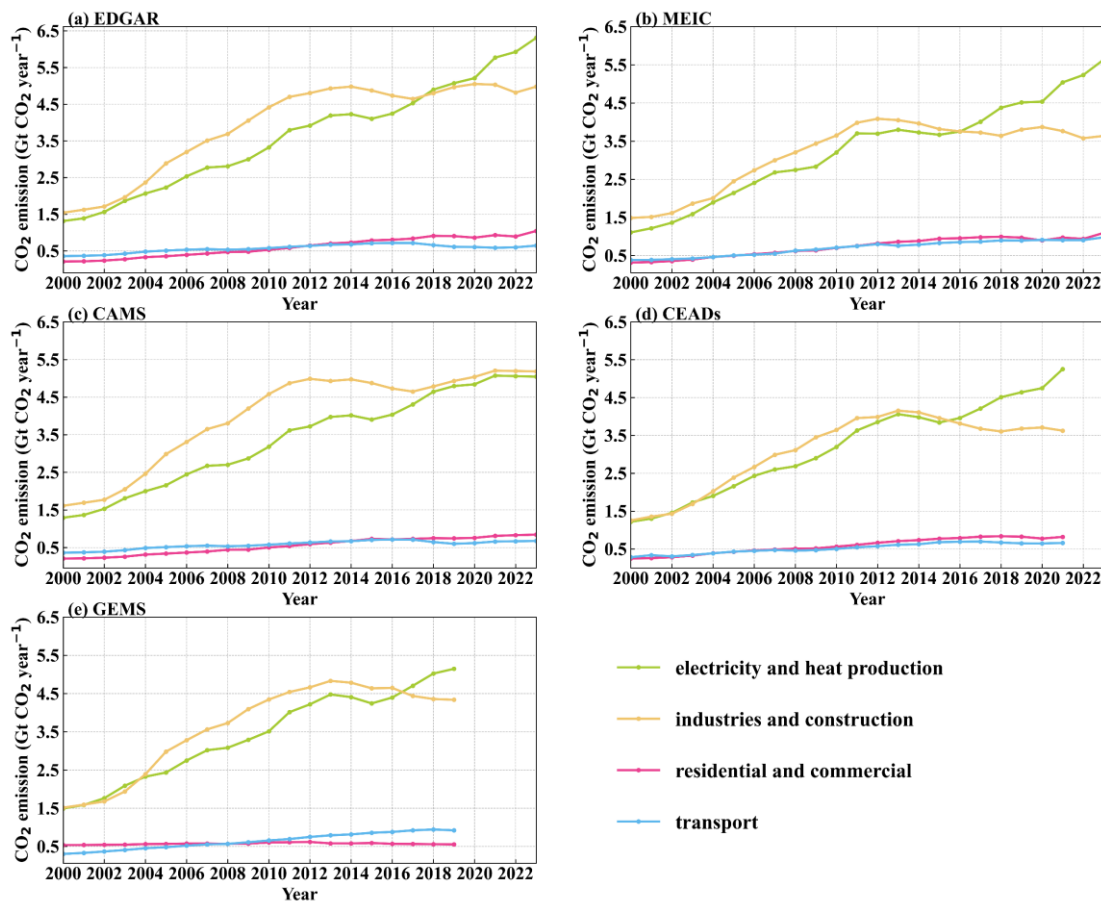 (a) EDGAR
CO₂ emission (Gt CO₂ year⁻¹)
6.5
5.5
4.5
3.5
2.5
1.5
0.5
2000 2002 2004 2006 2008 2010 2012 2014 2016 2018 2020 2022
Year
(b) MEIC
CO₂ emission (Gt CO₂ year⁻¹)
6.5
5.5
4.5
3.5
2.5
1.5
0.5
2000 2002 2004 2006 2008 2010 2012 2014 2016 2018 2020 2022
Year
(c) CAMS
CO₂ emission (Gt CO₂ year⁻¹)
6.5
5.5
4.5
3.5
2.5
1.5
0.5
2000 2002 2004 2006 2008 2010 2012 2014 2016 2018 2020 2022
Year
(d) CEADs
CO₂ emission (Gt CO₂ year⁻¹)
6.5
5.5
4.5
3.5
2.5
1.5
0.5
2000 2002 2004 2006 2008 2010 2012 2014 2016 2018 2020 2022
Year
(e) GEMS
CO₂ emission (Gt CO₂ year⁻¹)
6.5
5.5
4.5
3.5
2.5
1.5
0.5
2000 2002 2004 2006 2008 2010 2012 2014 2016 2018 2020 2022
Year
electricity and heat production
industries and construction
residential and commercial
transport